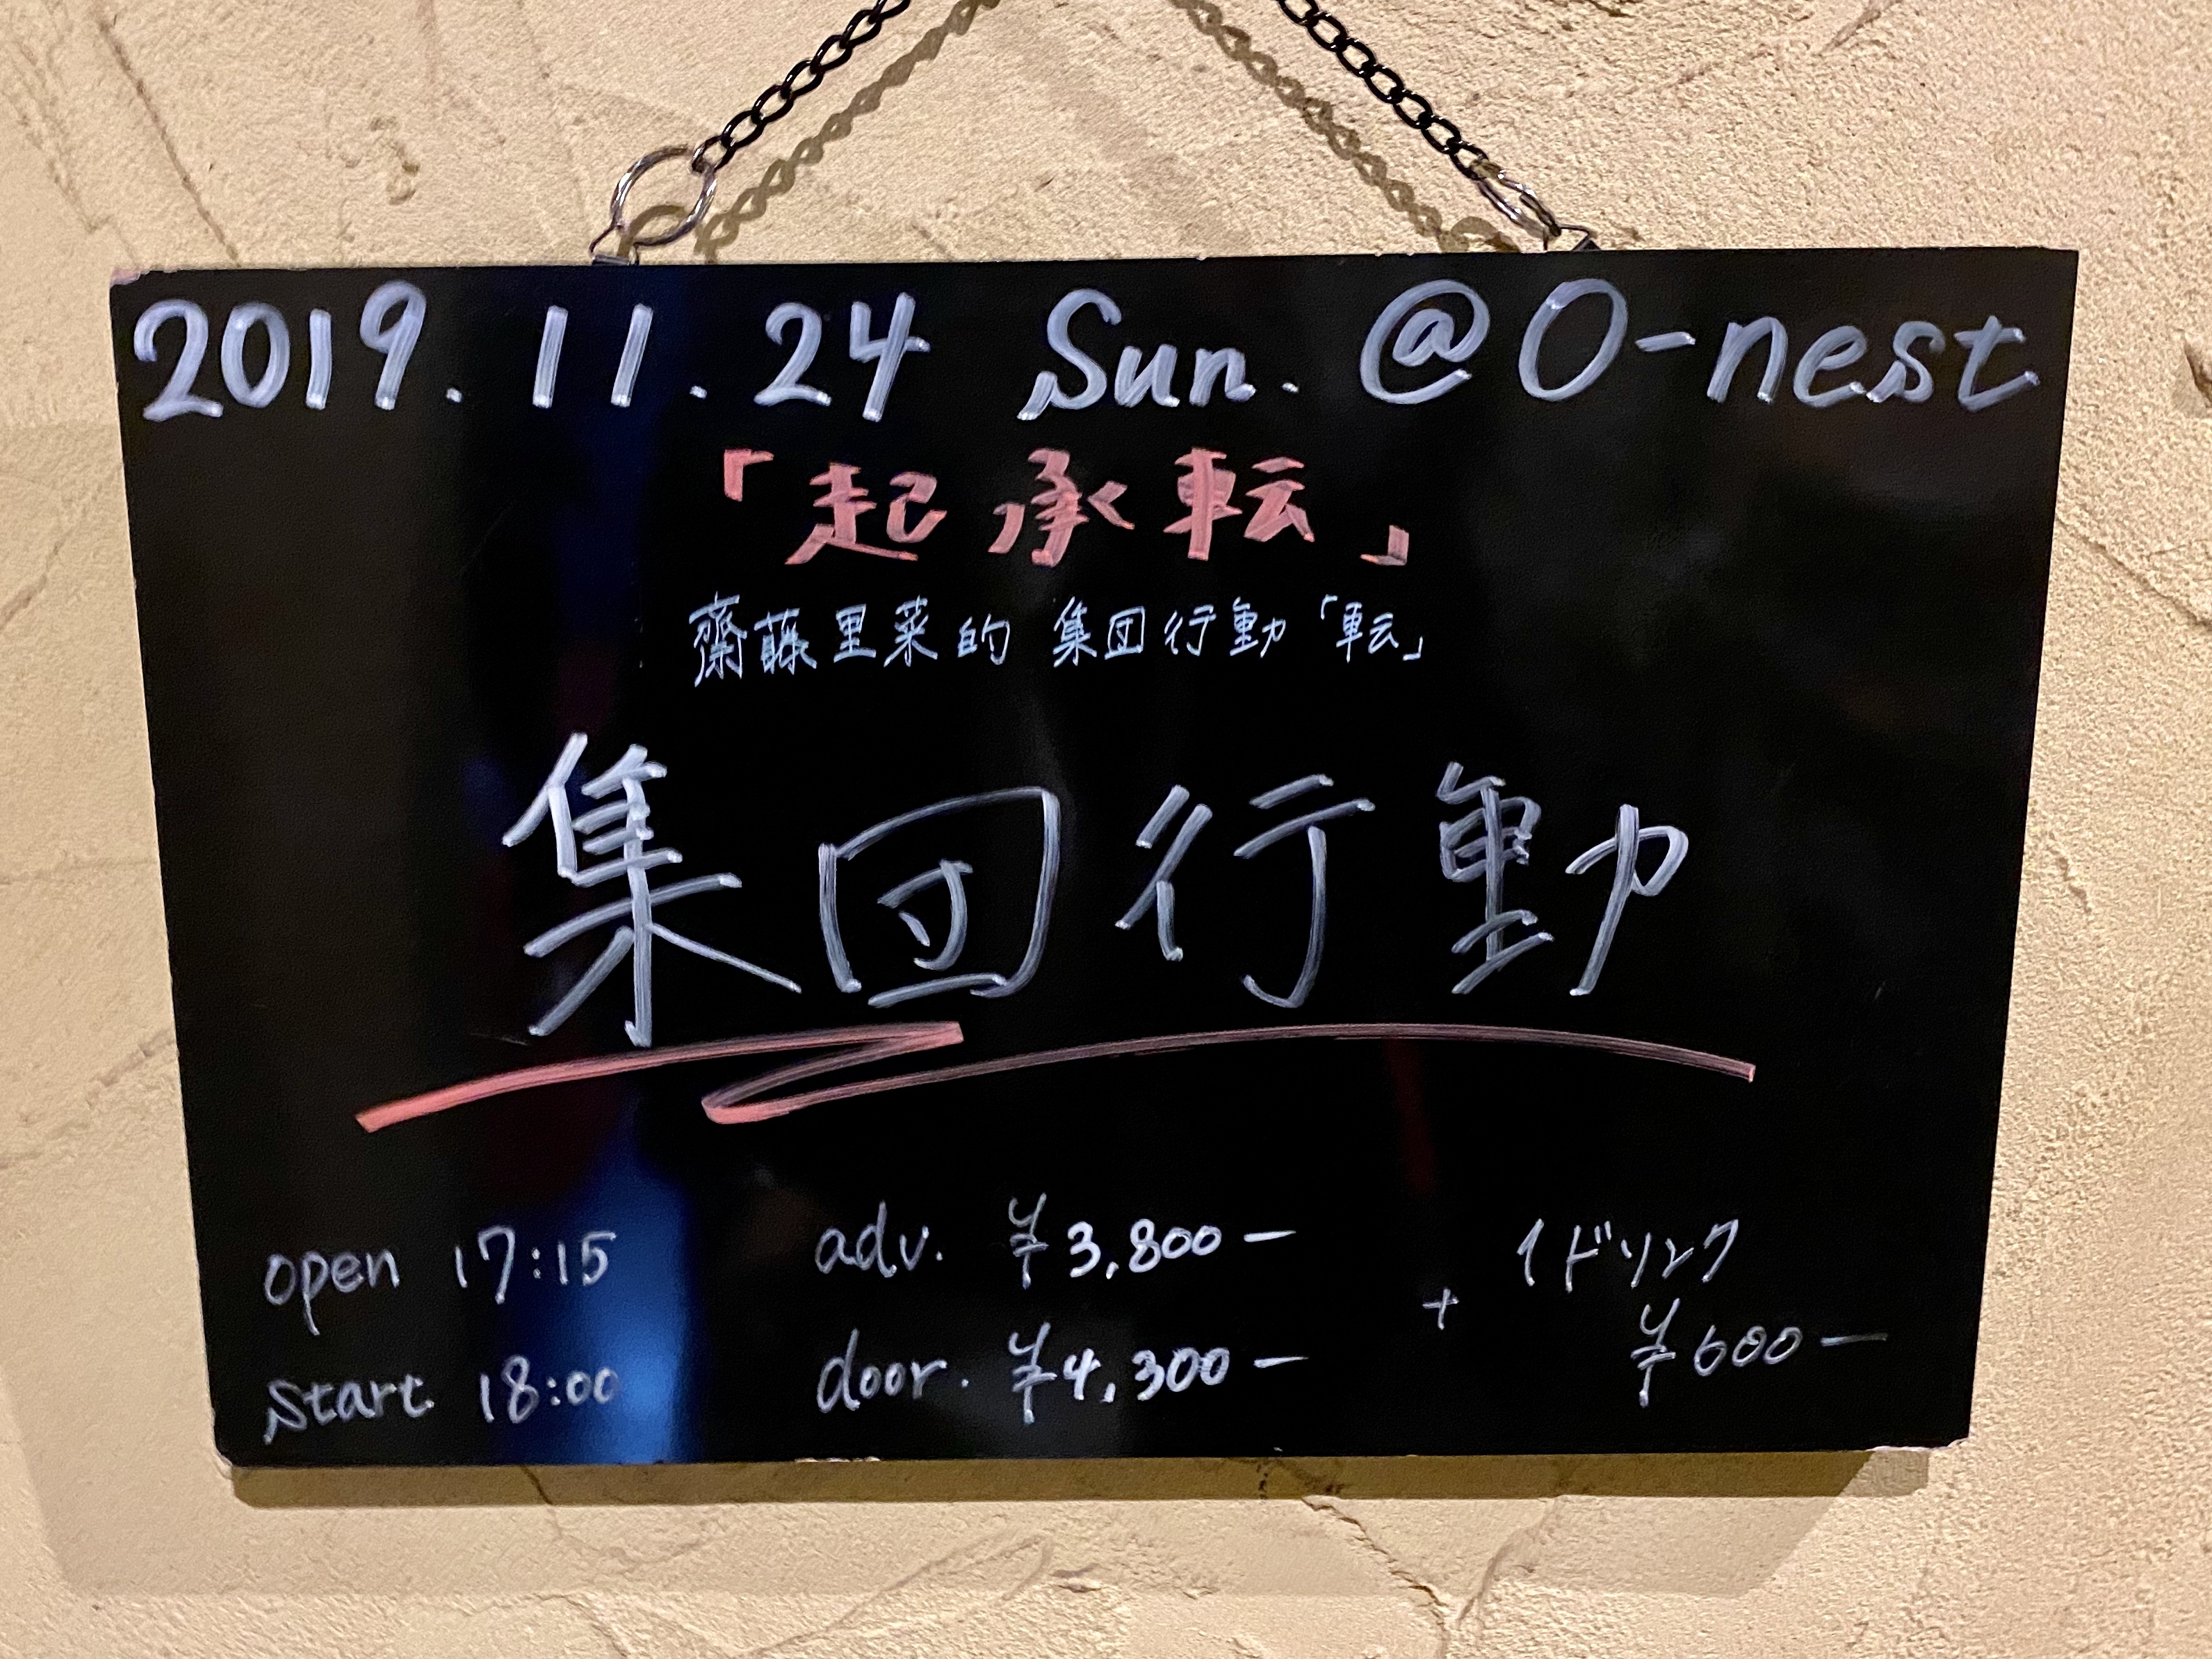 2019.11.24 Sun. @O-nest
「起承転」
齋藤里菜的 集団行動「転」
集団行動
open 17:15 adv. ¥3,800－ + 1ドリンク
¥600－
start 18:00 door. ¥4,300－